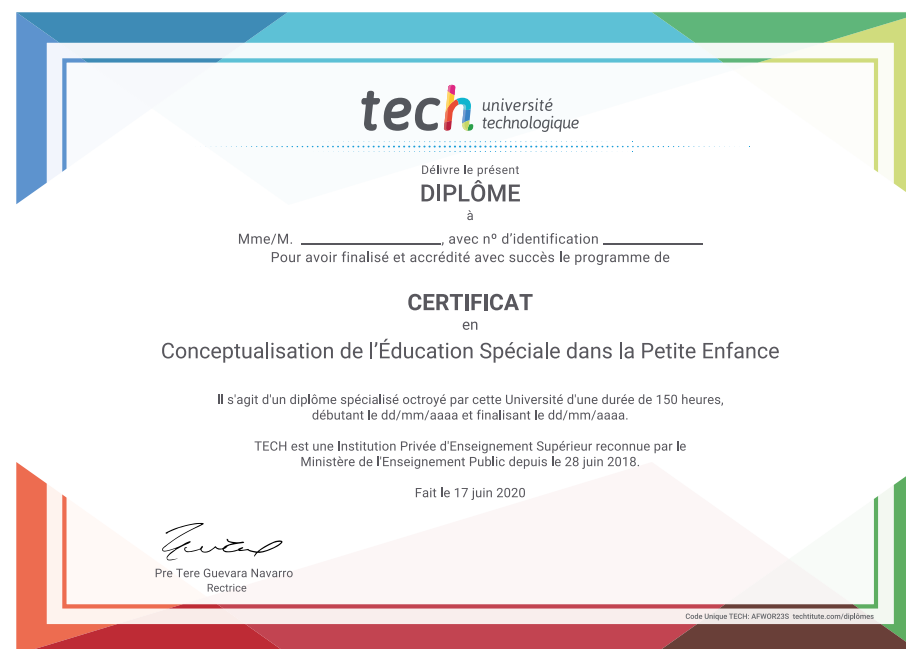 tech université
technologique
Délivre le présent
DIPLÔME
à
Mme/M. ____________________, avec nº d'identification ______________
Pour avoir finalisé et accrédité avec succès le programme de
CERTIFICAT
en
Conceptualisation de l'Éducation Spéciale dans la Petite Enfance
Il s'agit d'un diplôme spécialisé octroyé par cette Université d'une durée de 150 heures,
débutant le dd/mm/aaaa et finalisant le dd/mm/aaaa.
TECH est une Institution Privée d'Enseignement Supérieur reconnue par le
Ministère de l'Enseignement Public depuis le 28 juin 2018.
Fait le 17 juin 2020
Pre Tere Guevara Navarro
Rectrice
Code Unique TECH: AFWOR23S techtitute.com/diplômes